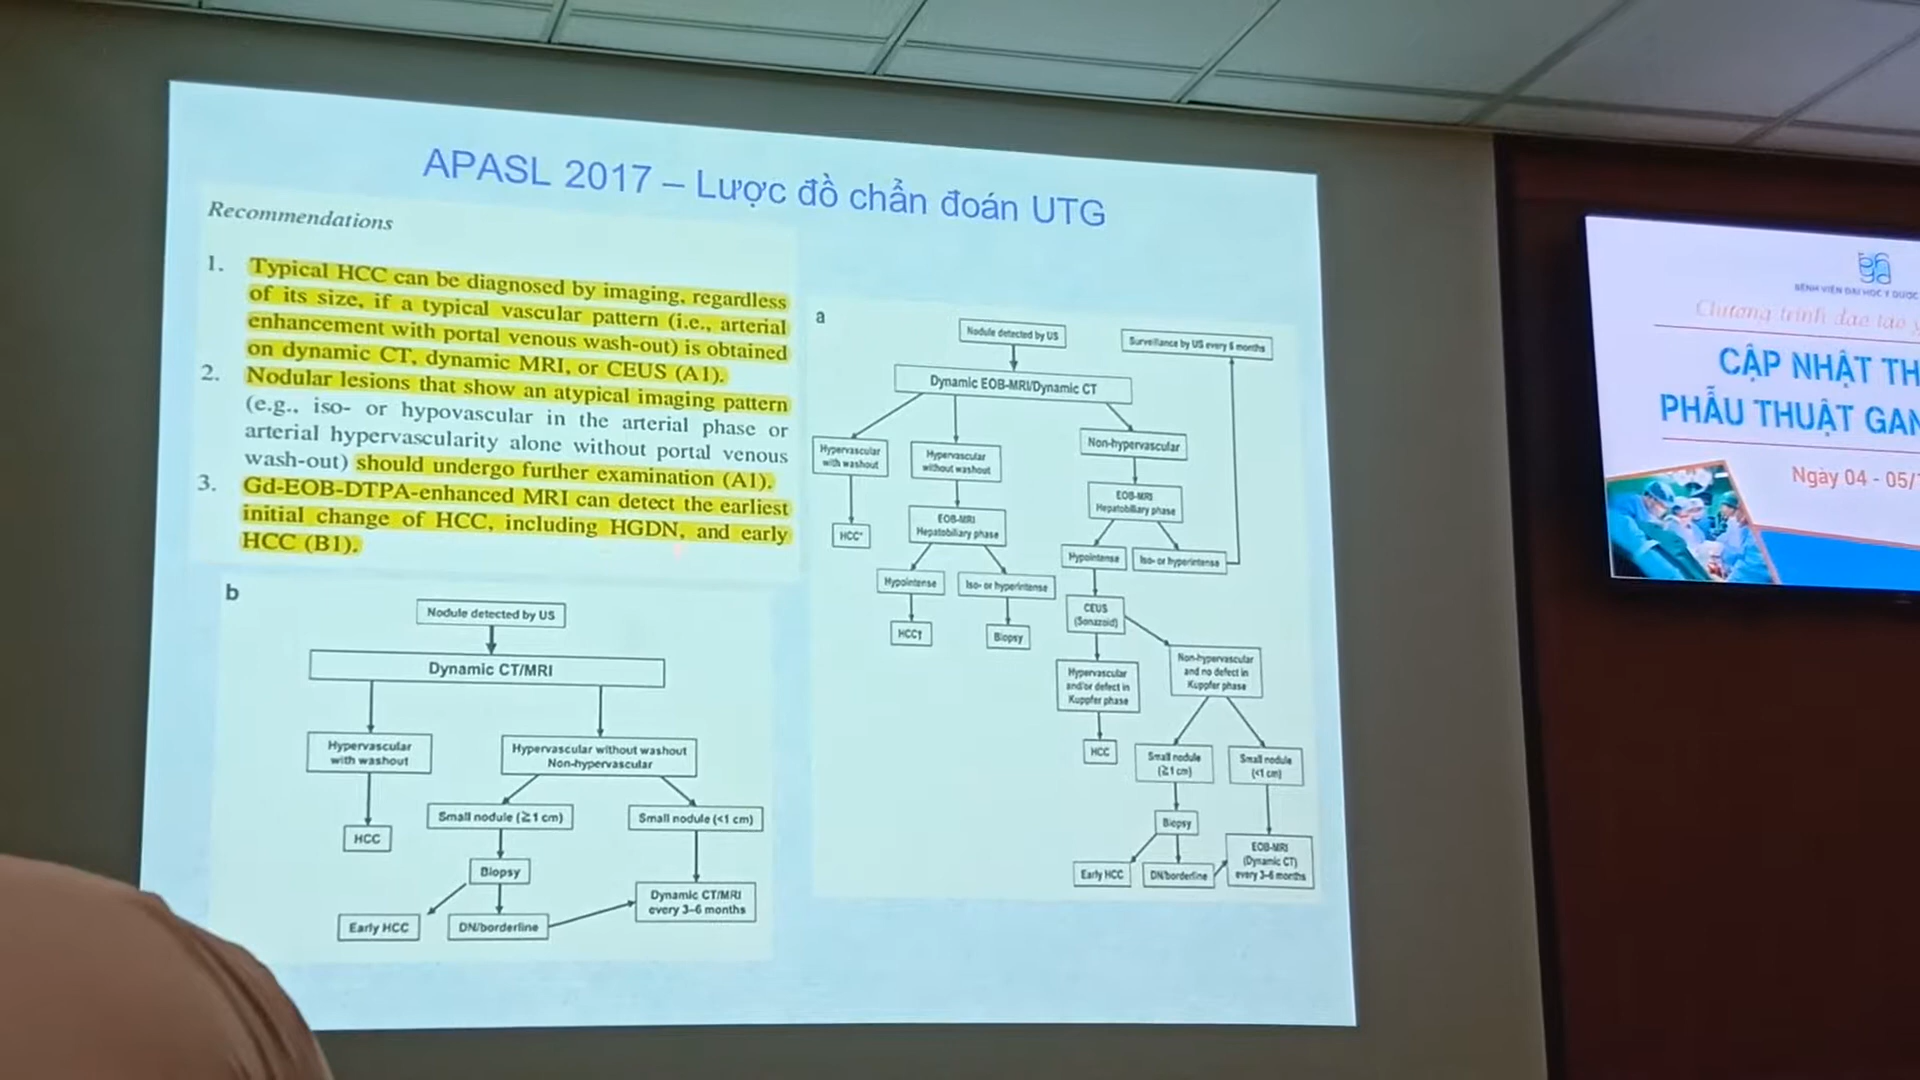 APASL 2017 – Lược đồ chẩn đoán UTG
Recommendations
1. Typical HCC can be diagnosed by imaging, regardless
of its size, if a typical vascular pattern (i.e., arterial
enhancement with portal venous wash-out) is obtained
on dynamic CT, dynamic MRI, or CEUS (A1).
2. Nodular lesions that show an atypical imaging pattern
(e.g., iso- or hypovascular in the arterial phase or
arterial hypervascularity alone without portal venous
wash-out) should undergo further examination (A1).
3. Gd-EOB-DTPA-enhanced MRI can detect the earliest
initial change of HCC, including HGDN, and early
HCC (B1).
b
Nodule detected by US
Dynamic CT/MRI
Hypervascular
with washout
Hypervascular without washout
Non-hypervascular
HCC
Small nodule (≧1 cm)
Small nodule (<1 cm)
Biopsy
Early HCC
DN/borderline
Dynamic CT/MRI
every 3–6 months
a
Nodule detected by US
Surveillance by US every 6 months
Dynamic EOB-MRI/Dynamic CT
Hypervascular
with washout
Hypervascular
without washout
Non-hypervascular
HCC*
EOB-MRI
Hepatobiliary phase
EOB-MRI
Hepatobiliary phase
Hypointense
Iso- or hyperintense
Hypointense
Iso- or hyperintense
HCC†
Biopsy
CEUS
(Sonazoid)
Hypervascular
and/or defect in
Kuppfer phase
Non-hypervascular
and no defect in
Kuppfer phase
HCC
Small nodule
(≧1 cm)
Small nodule
(<1 cm)
Biopsy
Early HCC
DN/borderline
EOB-MRI
(Dynamic CT)
every 3–6 months
BỆNH VIỆN ĐẠI HỌC Y DƯỢC
Chương trình đào tạo
CẬP NHẬT TH
PHẪU THUẬT GAN
Ngày 04 - 05/